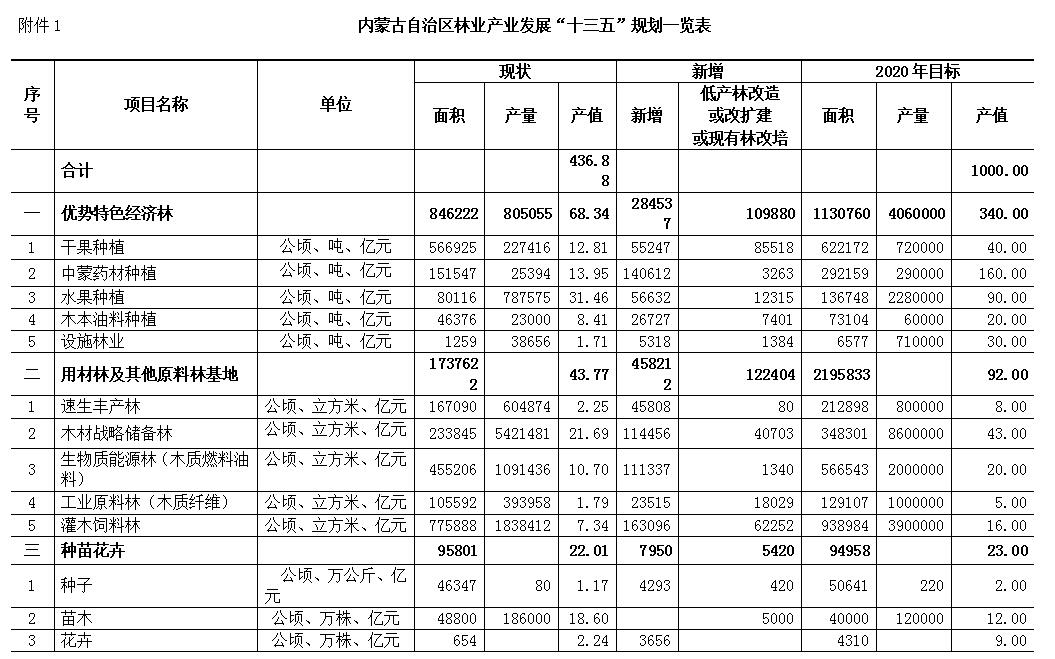 附件1
内蒙古自治区林业产业发展“十三五”规划一览表
序号 项目名称 单位 现状 新增 2020年目标
面积 产量 产值 新增 低产林改造或改扩建或现有林改培 面积 产量 产值
合计 436.88 1000.00
一 优势特色经济林 846222 805055 68.34 284537 109880 1130760 4060000 340.00
1 干果种植 公顷、吨、亿元 566925 227416 12.81 55247 85518 622172 720000 40.00
2 中蒙药材种植 公顷、吨、亿元 151547 25394 13.95 140612 3263 292159 290000 160.00
3 水果种植 公顷、吨、亿元 80116 787575 31.46 56632 12315 136748 2280000 90.00
4 木本油料种植 公顷、吨、亿元 46376 23000 8.41 26727 7401 73104 60000 20.00
5 设施林业 公顷、吨、亿元 1259 38656 1.71 5318 1384 6577 710000 30.00
二 用材林及其他原料林基地 1737622 43.77 458212 122404 2195833 92.00
1 速生丰产林 公顷、立方米、亿元 167090 604874 2.25 45808 80 212898 800000 8.00
2 木材战略储备林 公顷、立方米、亿元 233845 5421481 21.69 114456 40703 348301 8600000 43.00
3 生物质能源林（木质燃料油料） 公顷、立方米、亿元 455206 1091436 10.70 111337 1340 566543 2000000 20.00
4 工业原料林（木质纤维） 公顷、立方米、亿元 105592 393958 1.79 23515 18029 129107 1000000 5.00
5 灌木饲料林 公顷、立方米、亿元 775888 1838412 7.34 163096 62252 938984 3900000 16.00
三 种苗花卉 95801 22.01 7950 5420 94958 23.00
1 种子 公顷、万公斤、亿元 46347 80 1.17 4293 420 50641 220 2.00
2 苗木 公顷、万株、亿元 48800 186000 18.60 5000 40000 120000 12.00
3 花卉 公顷、万株、亿元 654 2.24 3656 4310 9.00